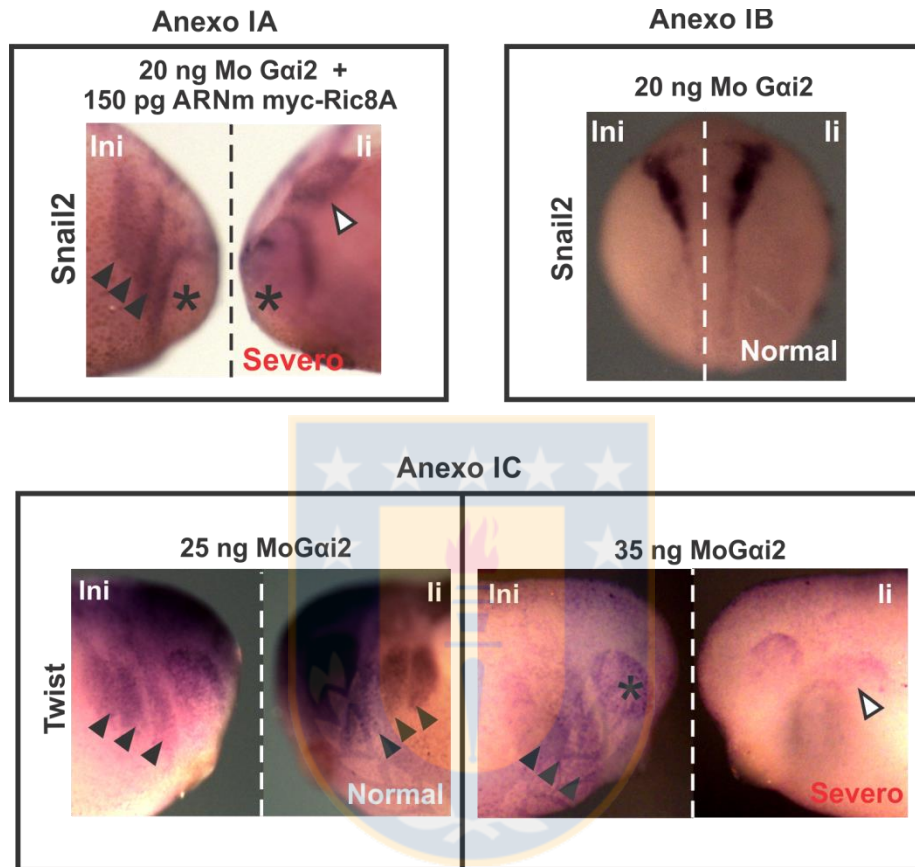 Anexo IA
20 ng Mo Gαi2 +
150 pg ARNm myc-Ric8A
Snail2
Ini
Ii
*
*
Severo
Anexo IB
20 ng Mo Gαi2
Snail2
Ini
Ii
Normal
Anexo IC
25 ng MoGαi2
Twist
Ini
Ii
Normal
35 ng MoGαi2
Ini
Ii
*
Severo